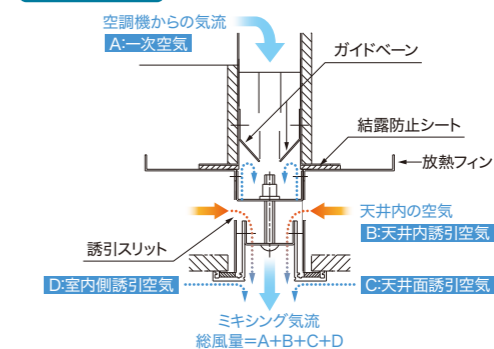 空調機からの気流
A:一次空気
ガイドベーン
結露防止シート
放熱フィン
天井内の空気
B:天井内誘引空気
誘引スリット
D:室内側誘引空気
C:天井面誘引空気
ミキシング気流
総風量=A+B+C+D